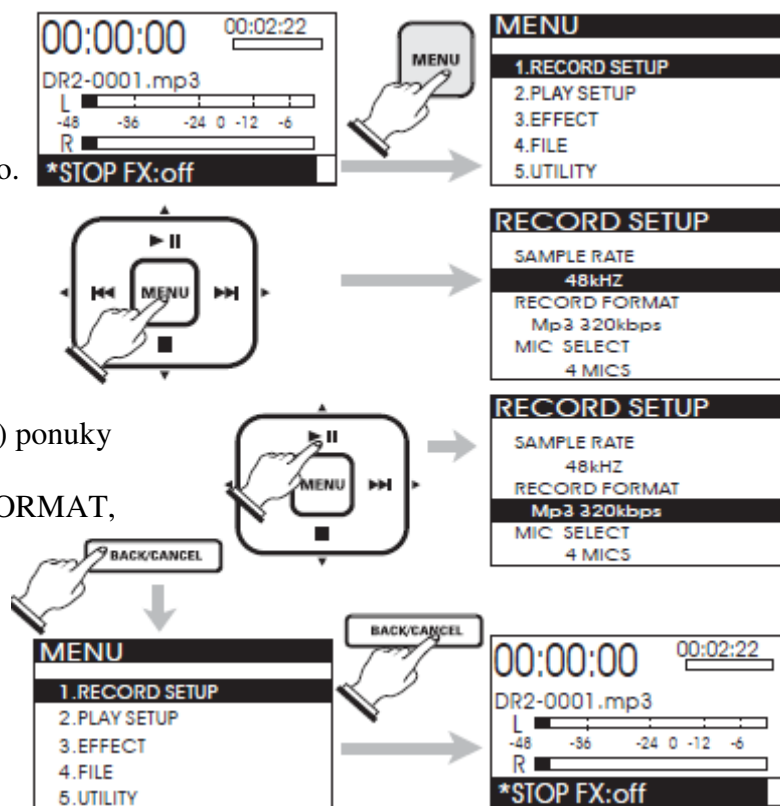 00:00:00 00:02:22
DR2-0001.mp3
L
-48 -36 -24 0 -12 -6
R
*STOP FX:off
o.
MENU
MENU
1.RECORD SETUP
2.PLAY SETUP
3.EFFECT
4.FILE
5.UTILITY
MENU
RECORD SETUP
SAMPLE RATE
48kHZ
RECORD FORMAT
Mp3 320kbps
MIC SELECT
4 MICS
) ponuky
ORMAT,
MENU
RECORD SETUP
SAMPLE RATE
48kHZ
RECORD FORMAT
Mp3 320kbps
MIC SELECT
4 MICS
BACK/CANCEL
MENU
1.RECORD SETUP
2.PLAY SETUP
3.EFFECT
4.FILE
5.UTILITY
BACK/CANCEL
00:00:00 00:02:22
DR2-0001.mp3
L
-48 -36 -24 0 -12 -6
R
*STOP FX:off